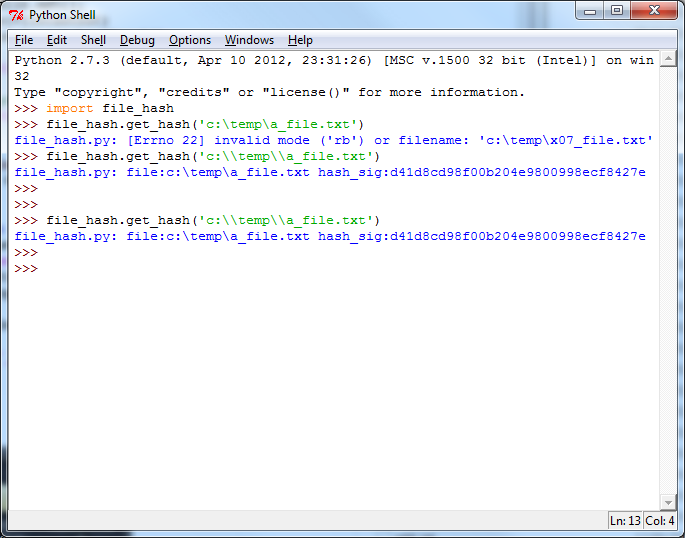 Python Shell
File Edit Shell Debug Options Windows Help
Python 2.7.3 (default, Apr 10 2012, 23:31:26) [MSC v.1500 32 bit (Intel)] on win
32
Type "copyright", "credits" or "license()" for more information.
>>> import file_hash
>>> file_hash.get_hash('c:\temp\a_file.txt')
file_hash.py: [Errno 22] invalid mode ('rb') or filename: 'c:\temp\x07_file.txt'
>>> file_hash.get_hash('c:\\temp\\a_file.txt')
file_hash.py: file:c:\temp\a_file.txt hash_sig:d41d8cd98f00b204e9800998ecf8427e
>>>
>>>
>>> file_hash.get_hash('c:\\temp\\a_file.txt')
file_hash.py: file:c:\temp\a_file.txt hash_sig:d41d8cd98f00b204e9800998ecf8427e
>>>
>>>
Ln: 13 Col: 4